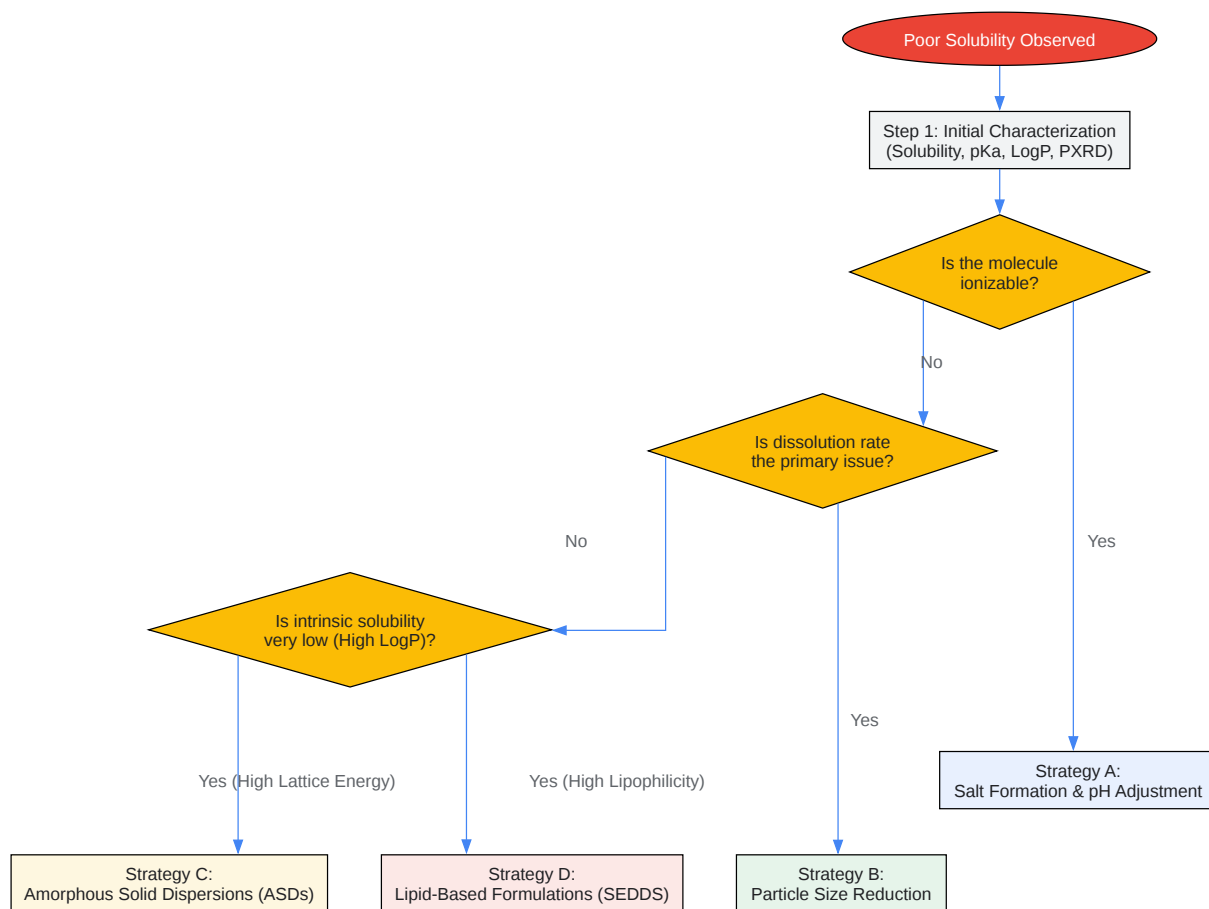 Poor Solubility Observed
Step 1: Initial Characterization
(Solubility, pKa, LogP, PXRD)
Is the molecule
ionizable?
No
Is dissolution rate
the primary issue?
No
Yes
Is intrinsic solubility
very low (High LogP)?
Yes
Yes (High Lattice Energy)
Yes (High Lipophilicity)
Strategy A:
Salt Formation & pH Adjustment
Strategy C:
Amorphous Solid Dispersions (ASDs)
Strategy D:
Lipid-Based Formulations (SEDDS)
Strategy B:
Particle Size Reduction